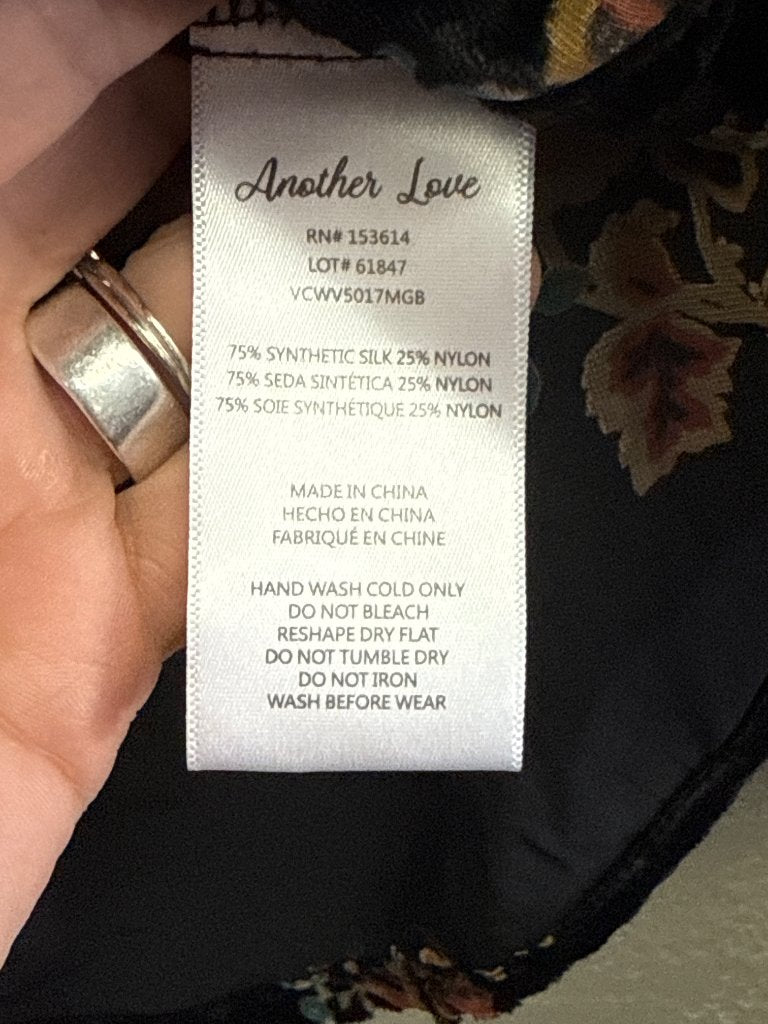 Another Love
RN# 153614
LOT# 61847
VCWV5017MGB
75% SYNTHETIC SILK 25% NYLON
75% SEDA SINTÉTICA 25% NYLON
75% SOIE SYNTHÉTIQUE 25% NYLON
MADE IN CHINA
HECHO EN CHINA
FABRIQUÉ EN CHINE
HAND WASH COLD ONLY
DO NOT BLEACH
RESHAPE DRY FLAT
DO NOT TUMBLE DRY
DO NOT IRON
WASH BEFORE WEAR